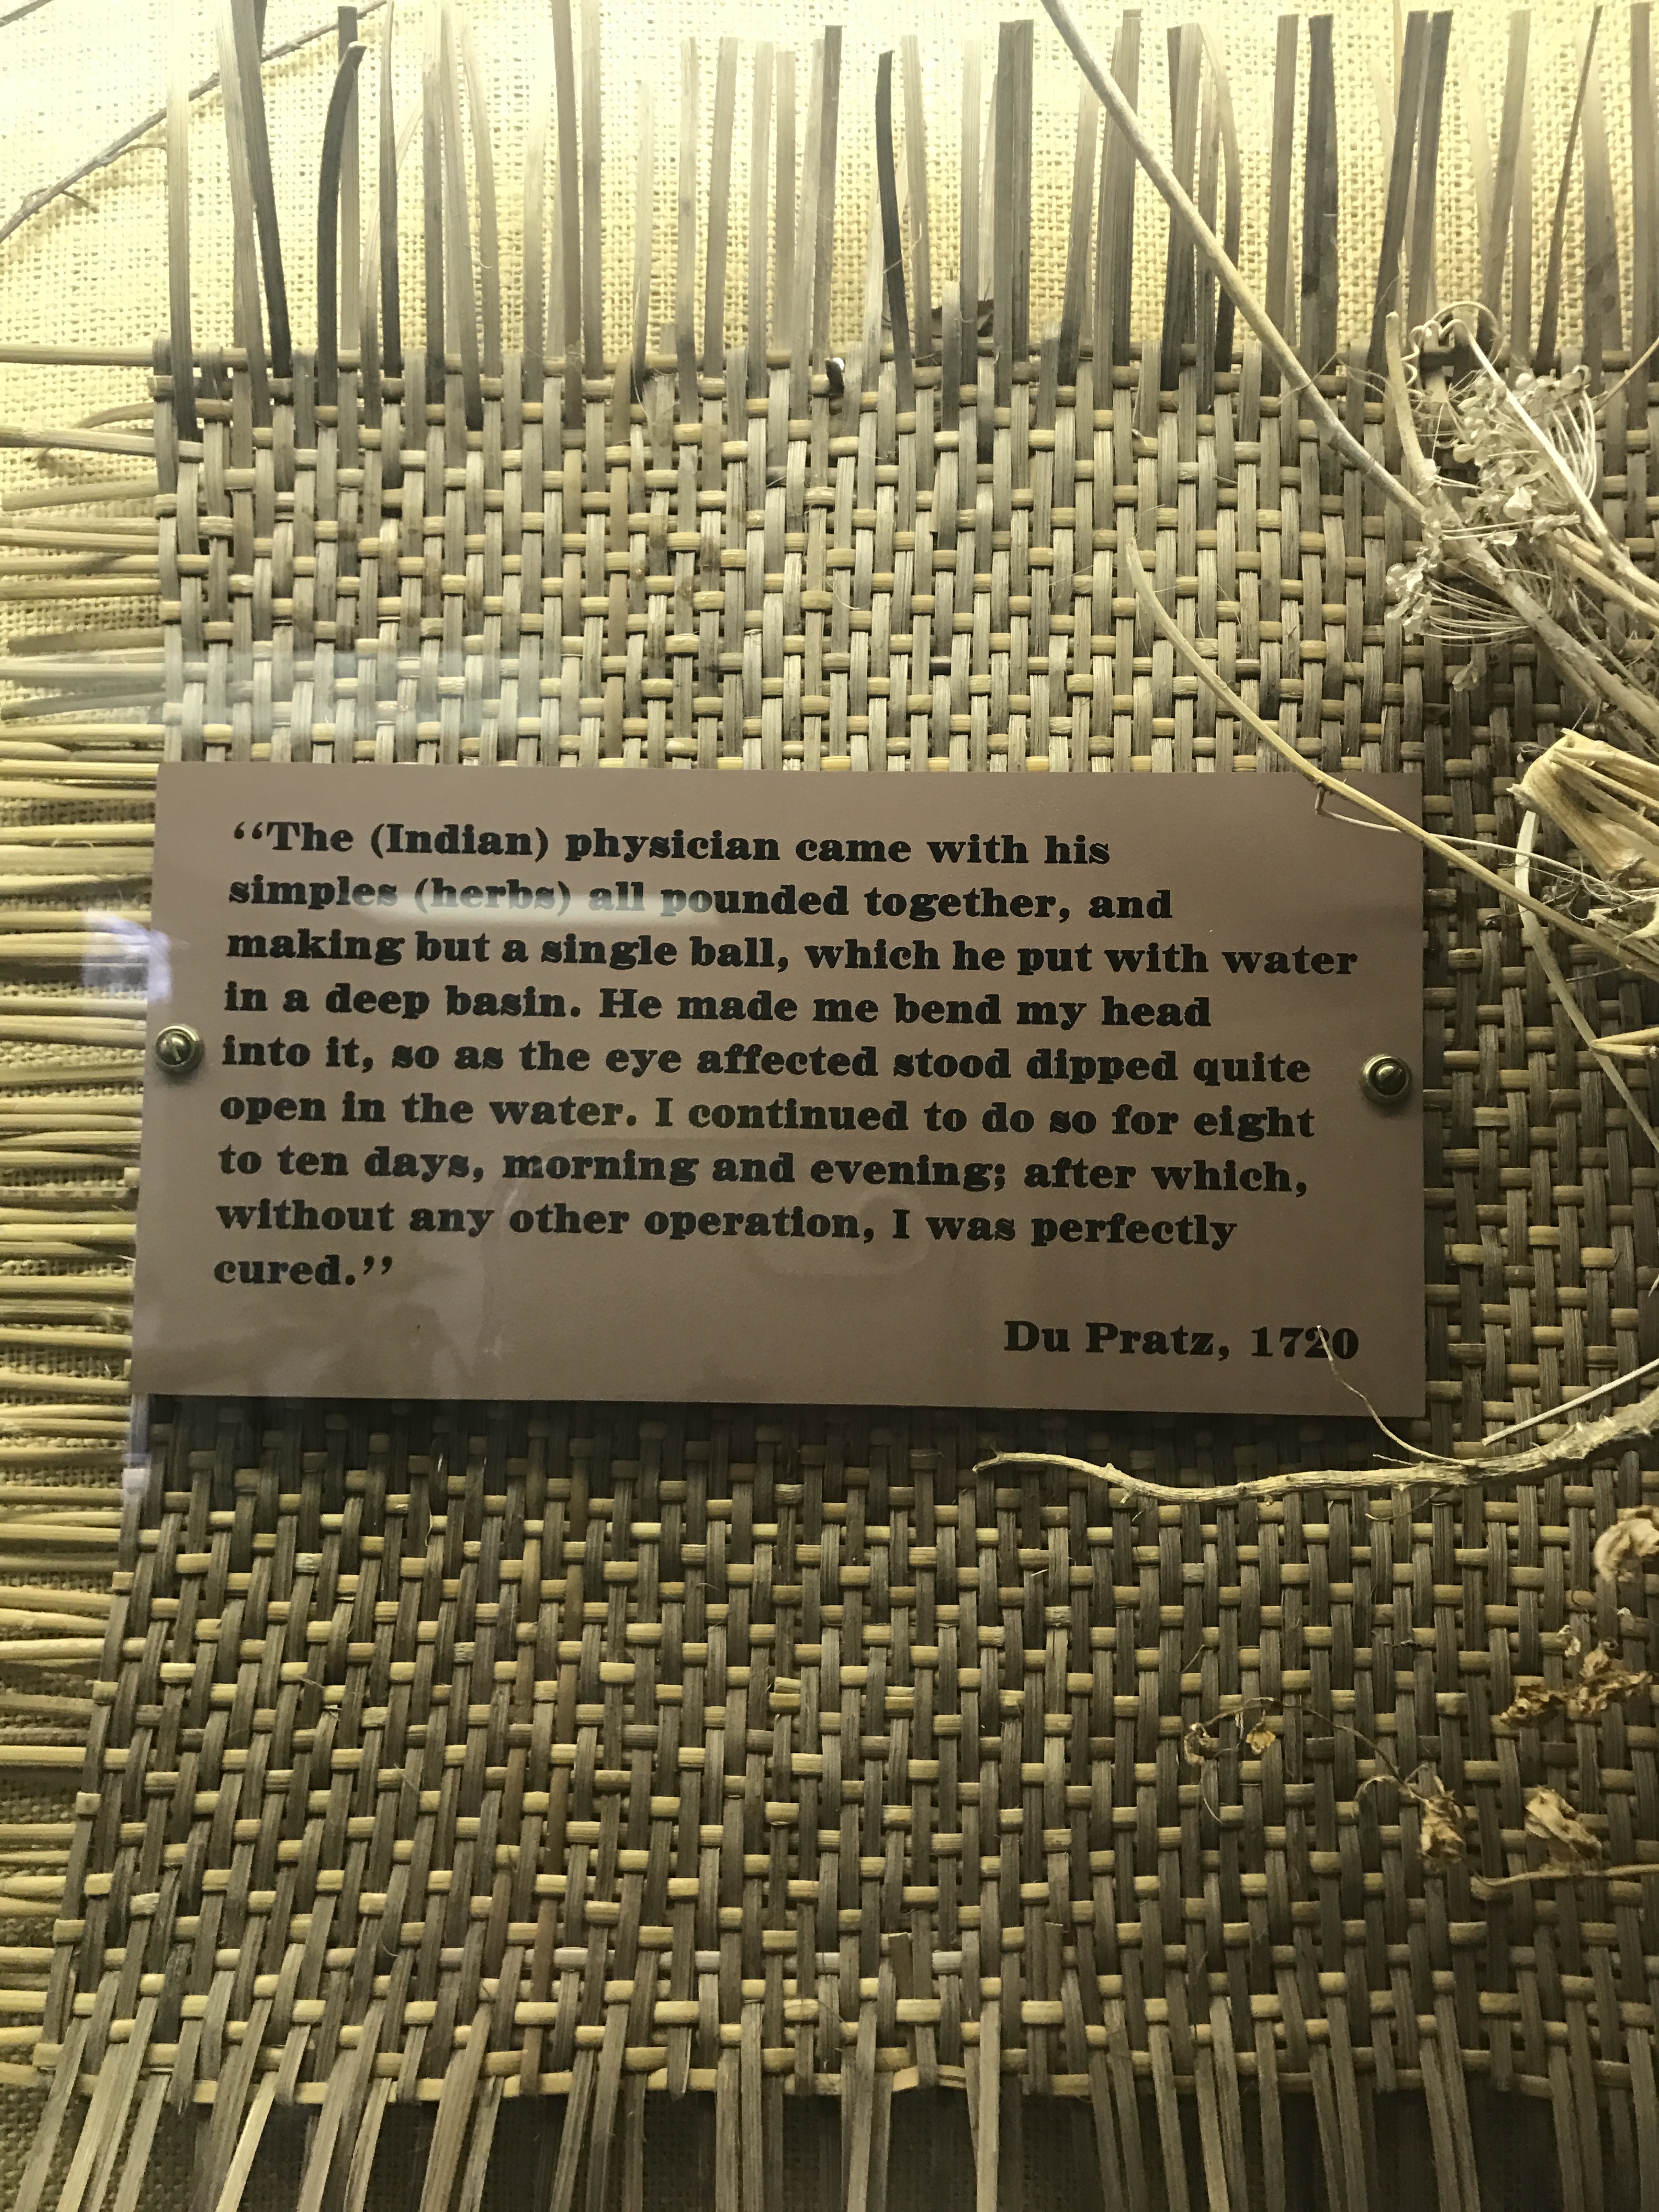 “The (Indian) physician came with his
simples (herbs) all pounded together, and
making but a single ball, which he put with water
in a deep basin. He made me bend my head
into it, so as the eye affected stood dipped quite
open in the water. I continued to do so for eight
to ten days, morning and evening; after which,
without any other operation, I was perfectly
cured.”
Du Pratz, 1720